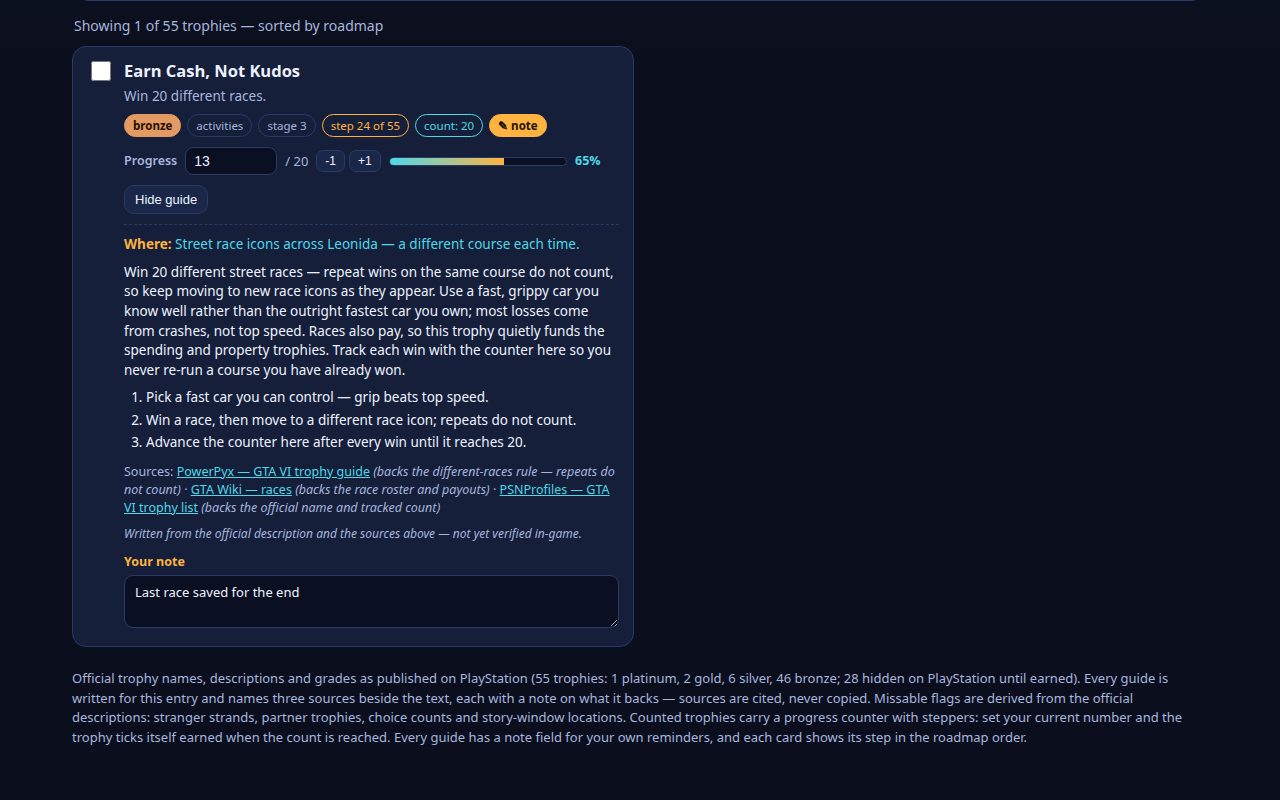 Showing 1 of 55 trophies — sorted by roadmap
Earn Cash, Not Kudos
Win 20 different races.
bronze activities stage 3 step 24 of 55 count: 20 ✎ note
Progress 13 / 20 -1 +1 65%
Hide guide
Where: Street race icons across Leonida — a different course each time.
Win 20 different street races — repeat wins on the same course do not count,
so keep moving to new race icons as they appear. Use a fast, grippy car you
know well rather than the outright fastest car you own; most losses come
from crashes, not top speed. Races also pay, so this trophy quietly funds the
spending and property trophies. Track each win with the counter here so you
never re-run a course you have already won.
1. Pick a fast car you can control — grip beats top speed.
2. Win a race, then move to a different race icon; repeats do not count.
3. Advance the counter here after every win until it reaches 20.
Sources: PowerPyx — GTA VI trophy guide (backs the different-races rule — repeats do
not count) · GTA Wiki — races (backs the race roster and payouts) · PSNProfiles — GTA
VI trophy list (backs the official name and tracked count)
Written from the official description and the sources above — not yet verified in-game.
Your note
Last race saved for the end
Official trophy names, descriptions and grades as published on PlayStation (55 trophies: 1 platinum, 2 gold, 6 silver, 46 bronze; 28 hidden on PlayStation until earned). Every guide is
written for this entry and names three sources beside the text, each with a note on what it backs — sources are cited, never copied. Missable flags are derived from the official
descriptions: stranger strands, partner trophies, choice counts and story-window locations. Counted trophies carry a progress counter with steppers: set your current number and the
trophy ticks itself earned when the count is reached. Every guide has a note field for your own reminders, and each card shows its step in the roadmap order.